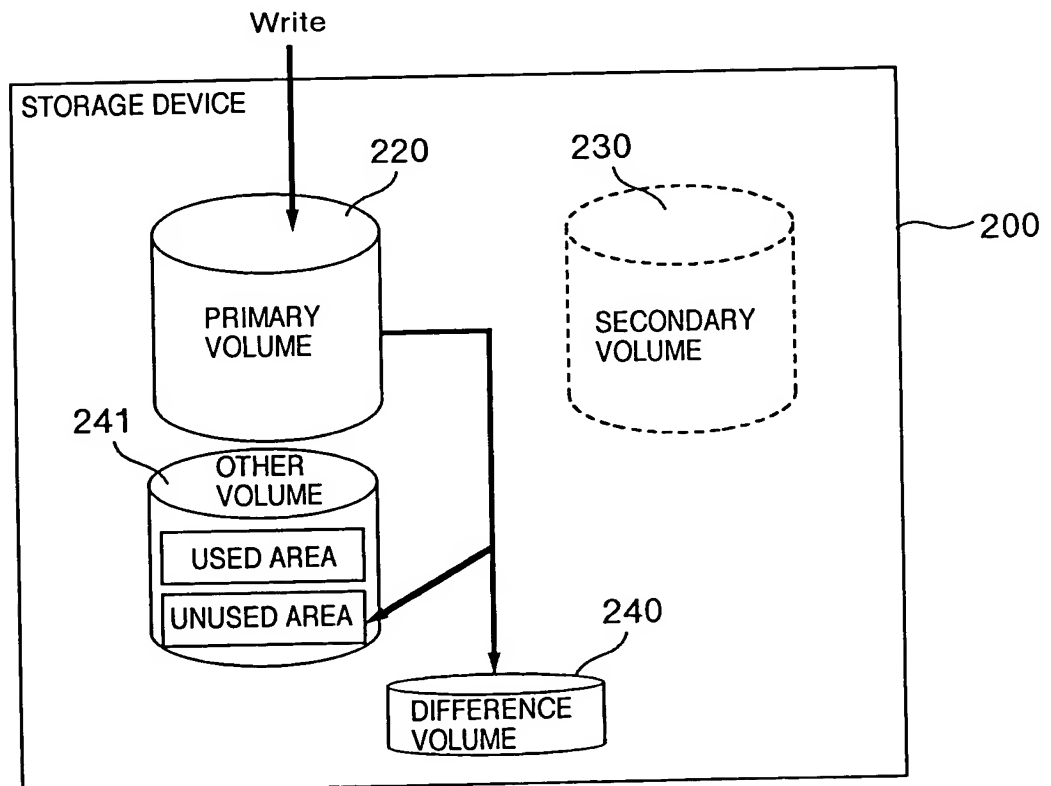 Write
STORAGE DEVICE
220
230
200
PRIMARY
VOLUME
SECONDARY
VOLUME
241
OTHER
VOLUME
USED AREA
UNUSED AREA
240
DIFFERENCE
VOLUME